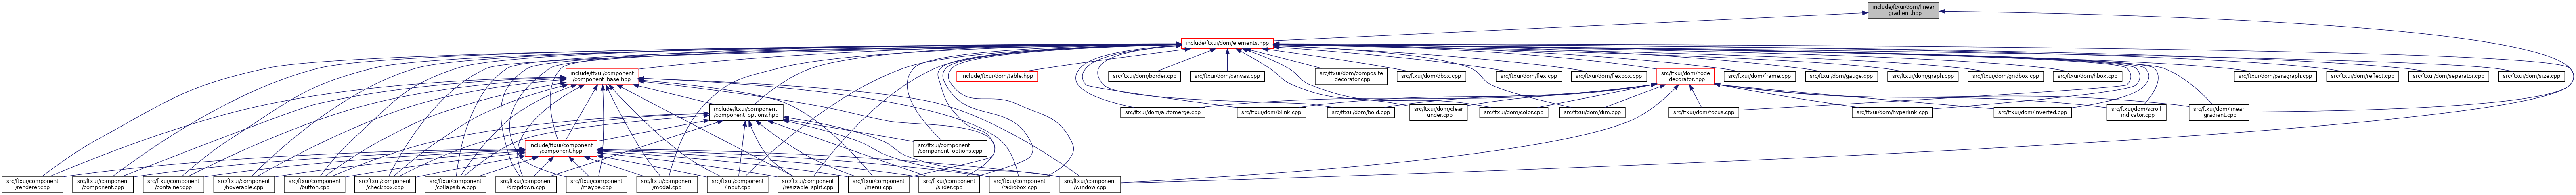 include/ftxui/dom/linear
_gradient.hpp
include/ftxui/dom/elements.hpp
include/ftxui/component
/component_base.hpp
include/ftxui/dom/table.hpp
src/ftxui/dom/border.cpp
src/ftxui/dom/canvas.cpp
src/ftxui/dom/composite
_decorator.cpp
src/ftxui/dom/dbox.cpp
src/ftxui/dom/flex.cpp
src/ftxui/dom/flexbox.cpp
src/ftxui/dom/node
_decorator.hpp
src/ftxui/dom/frame.cpp
src/ftxui/dom/gauge.cpp
src/ftxui/dom/graph.cpp
src/ftxui/dom/gridbox.cpp
src/ftxui/dom/hbox.cpp
src/ftxui/dom/paragraph.cpp
src/ftxui/dom/reflect.cpp
src/ftxui/dom/separator.cpp
src/ftxui/dom/size.cpp
include/ftxui/component
/component_options.hpp
src/ftxui/dom/automerge.cpp
src/ftxui/dom/blink.cpp
src/ftxui/dom/bold.cpp
src/ftxui/dom/clear
_under.cpp
src/ftxui/dom/color.cpp
src/ftxui/dom/dim.cpp
src/ftxui/dom/focus.cpp
src/ftxui/dom/hyperlink.cpp
src/ftxui/dom/inverted.cpp
src/ftxui/dom/scroll
_indicator.cpp
src/ftxui/dom/linear
_gradient.cpp
include/ftxui/component
/component.hpp
src/ftxui/component
/component_options.cpp
src/ftxui/component
/renderer.cpp
src/ftxui/component
/component.cpp
src/ftxui/component
/container.cpp
src/ftxui/component
/hoverable.cpp
src/ftxui/component
/button.cpp
src/ftxui/component
/checkbox.cpp
src/ftxui/component
/collapsible.cpp
src/ftxui/component
/dropdown.cpp
src/ftxui/component
/maybe.cpp
src/ftxui/component
/modal.cpp
src/ftxui/component
/input.cpp
src/ftxui/component
/resizable_split.cpp
src/ftxui/component
/menu.cpp
src/ftxui/component
/slider.cpp
src/ftxui/component
/radiobox.cpp
src/ftxui/component
/window.cpp